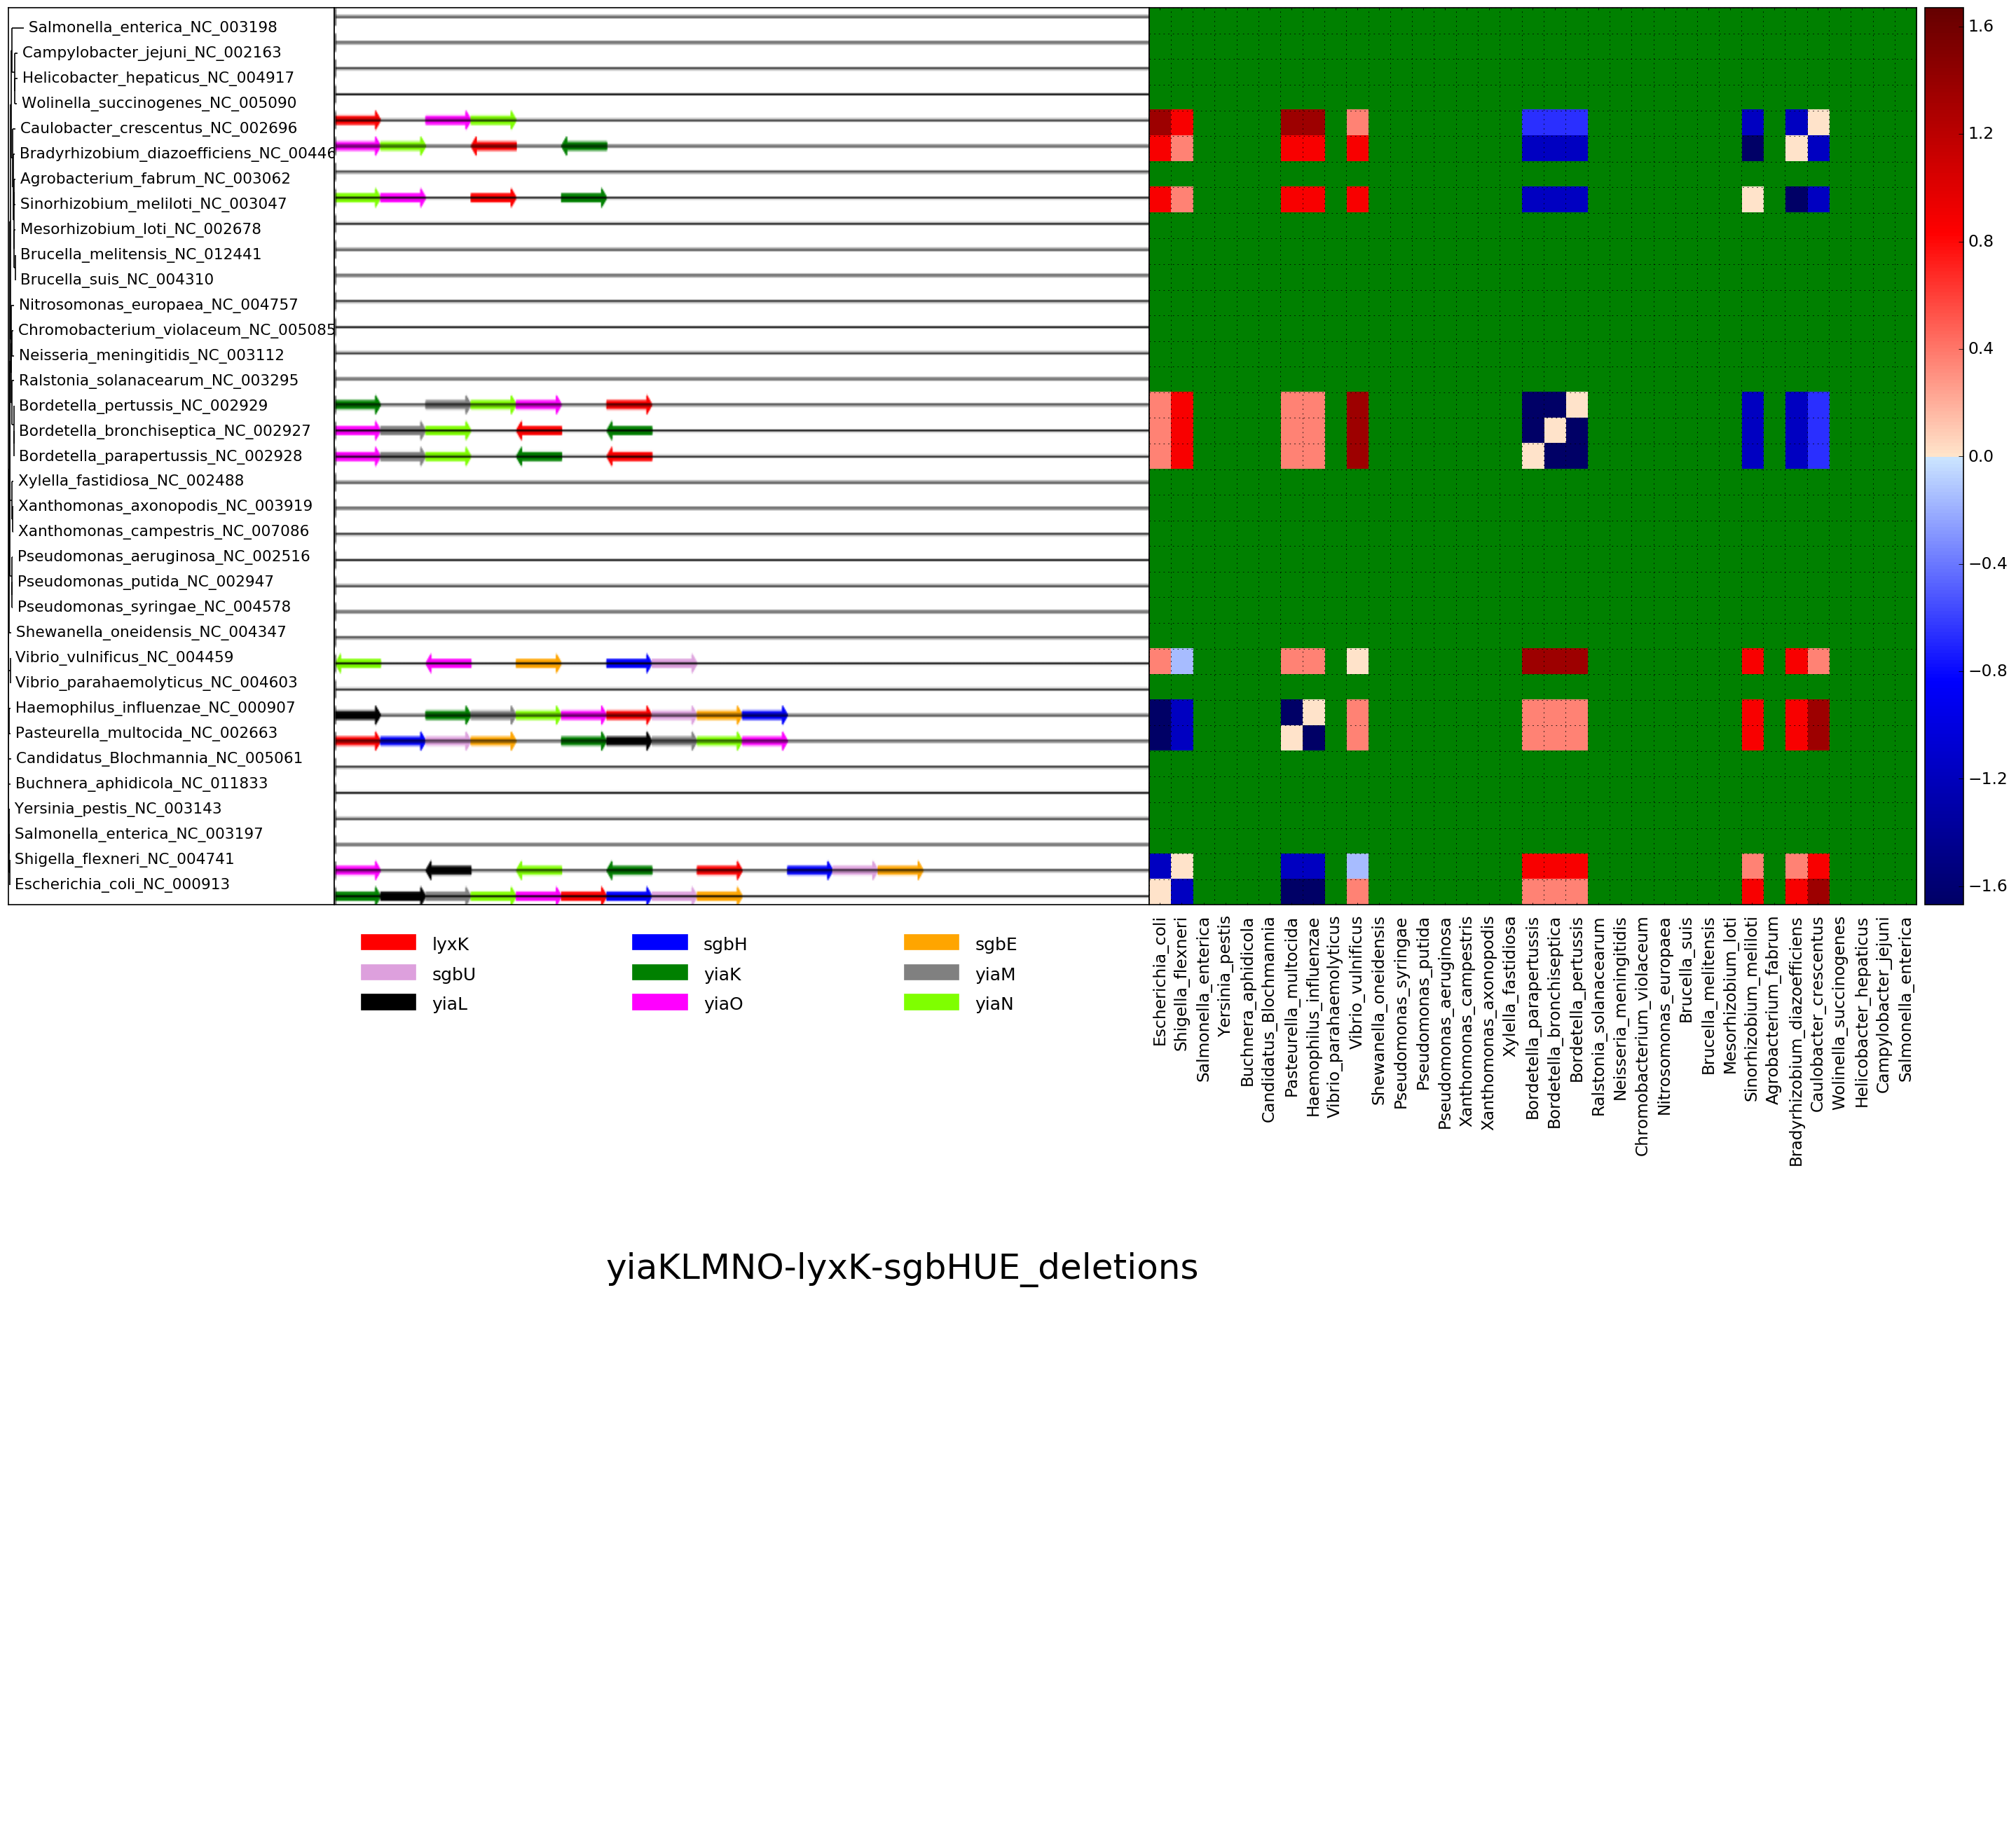 Salmonella_enterica_NC_003198
Campylobacter_jejuni_NC_002163
Helicobacter_hepaticus_NC_004917
Wolinella_succinogenes_NC_005090
Caulobacter_crescentus_NC_002696
Bradyrhizobium_diazoefficiens_NC_00446
Agrobacterium_fabrum_NC_003062
Sinorhizobium_meliloti_NC_003047
Mesorhizobium_loti_NC_002678
Brucella_melitensis_NC_012441
Brucella_suis_NC_004310
Nitrosomonas_europaea_NC_004757
Chromobacterium_violaceum_NC_005085
Neisseria_meningitidis_NC_003112
Ralstonia_solanacearum_NC_003295
Bordetella_pertussis_NC_002929
Bordetella_bronchiseptica_NC_002927
Bordetella_parapertussis_NC_002928
Xylella_fastidiosa_NC_002488
Xanthomonas_axonopodis_NC_003919
Xanthomonas_campestris_NC_007086
Pseudomonas_aeruginosa_NC_002516
Pseudomonas_putida_NC_002947
Pseudomonas_syringae_NC_004578
Shewanella_oneidensis_NC_004347
Vibrio_vulnificus_NC_004459
Vibrio_parahaemolyticus_NC_004603
Haemophilus_influenzae_NC_000907
Pasteurella_multocida_NC_002663
Candidatus_Blochmannia_NC_005061
Buchnera_aphidicola_NC_011833
Yersinia_pestis_NC_003143
Salmonella_enterica_NC_003197
Shigella_flexneri_NC_004741
Escherichia_coli_NC_000913
1.6
1.2
0.8
0.4
0.0
−0.4
−0.8
−1.2
−1.6
lyxK sgbH sgbE
sgbU yiaK yiaM
yiaL yiaO yiaN
Escherichia_coli
Shigella_flexneri
Salmonella_enterica
Yersinia_pestis
Buchnera_aphidicola
Candidatus_Blochmannia
Pasteurella_multocida
Haemophilus_influenzae
Vibrio_parahaemolyticus
Vibrio_vulnificus
Shewanella_oneidensis
Pseudomonas_syringae
Pseudomonas_putida
Pseudomonas_aeruginosa
Xanthomonas_campestris
Xanthomonas_axonopodis
Xylella_fastidiosa
Bordetella_parapertussis
Bordetella_bronchiseptica
Bordetella_pertussis
Ralstonia_solanacearum
Neisseria_meningitidis
Chromobacterium_violaceum
Nitrosomonas_europaea
Brucella_suis
Brucella_melitensis
Mesorhizobium_loti
Sinorhizobium_meliloti
Agrobacterium_fabrum
Bradyrhizobium_diazoefficiens
Caulobacter_crescentus
Wolinella_succinogenes
Helicobacter_hepaticus
Campylobacter_jejuni
Salmonella_enterica
yiaKLMNO-lyxK-sgbHUE_deletions